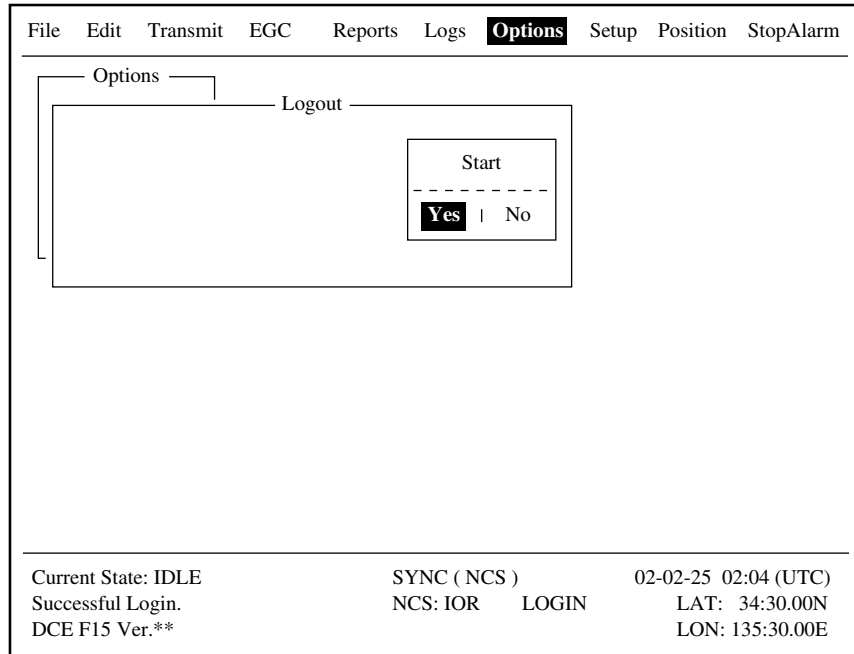 File Edit Transmit EGC Reports Logs Options Setup Position StopAlarm
Options
Logout
Start
Yes No
Current State: IDLE SYNC ( NCS ) 02-02-25 02:04 (UTC)
Successful Login. NCS: IOR LOGIN LAT: 34:30.00N
DCE F15 Ver.** LON: 135:30.00E